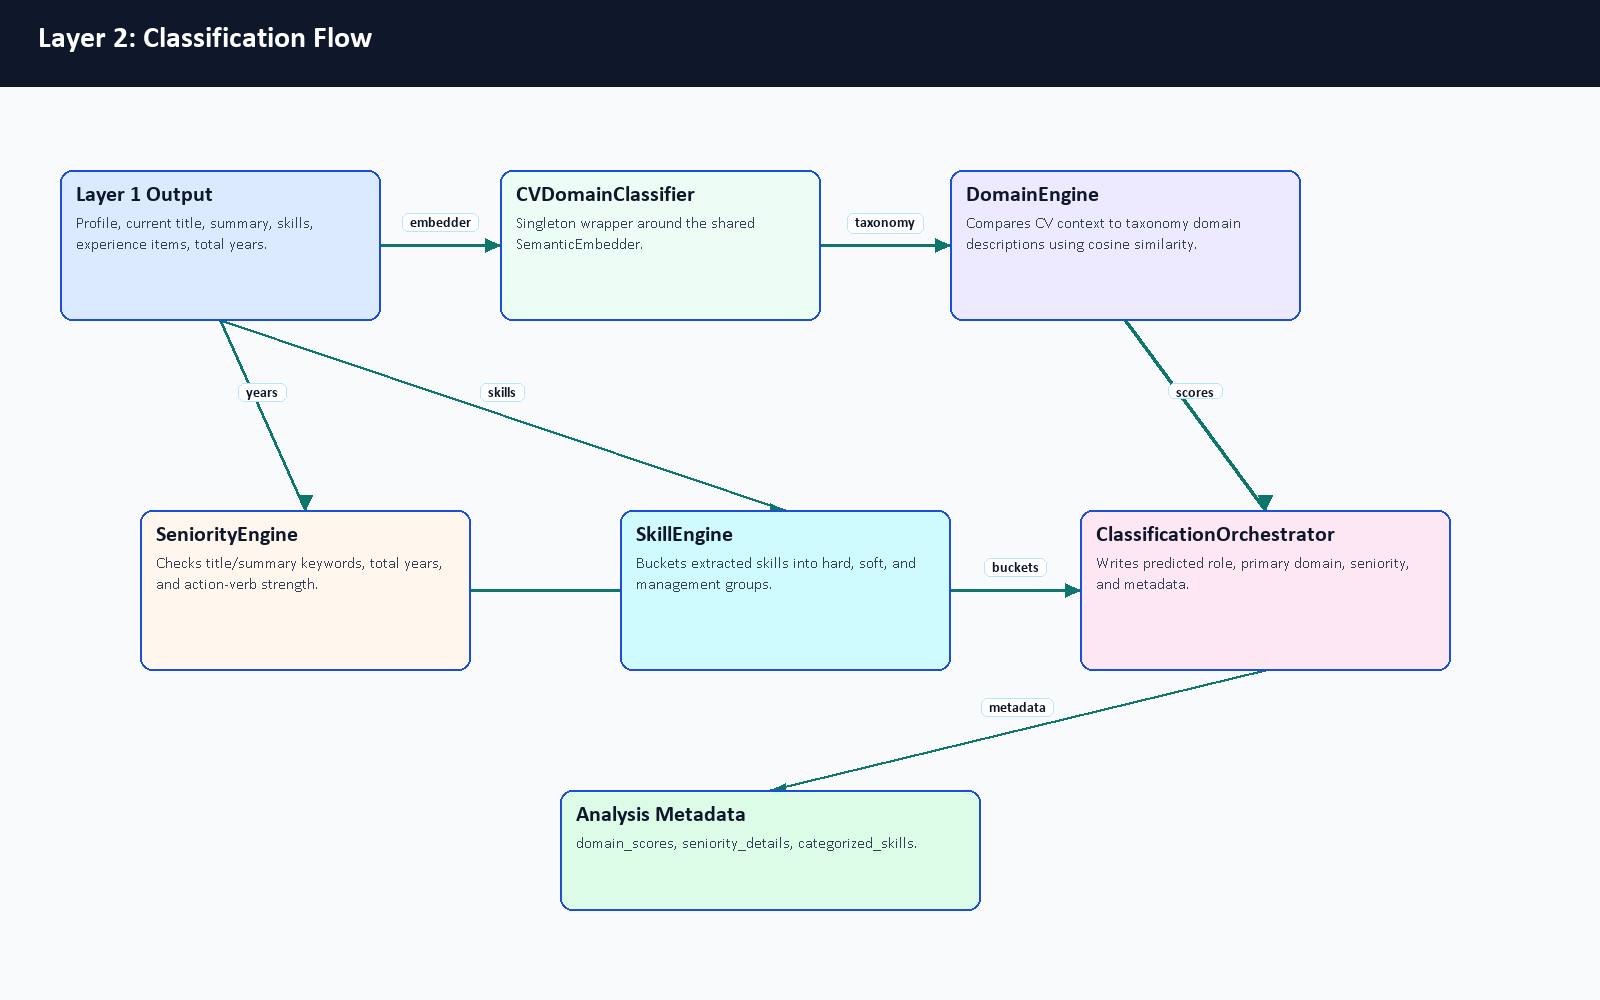 Layer 2: Classification Flow
Layer 1 Output
Profile, current title, summary, skills,
experience items, total years.
embedder
CVDomainClassifier
Singleton wrapper around the shared
SemanticEmbedder.
taxonomy
DomainEngine
Compares CV context to taxonomy domain
descriptions using cosine similarity.
years
skills
scores
SeniorityEngine
Checks title/summary keywords, total years,
and action-verb strength.
SkillEngine
Buckets extracted skills into hard, soft, and
management groups.
buckets
ClassificationOrchestrator
Writes predicted role, primary domain, seniority,
and metadata.
metadata
Analysis Metadata
domain_scores, seniority_details, categorized_skills.